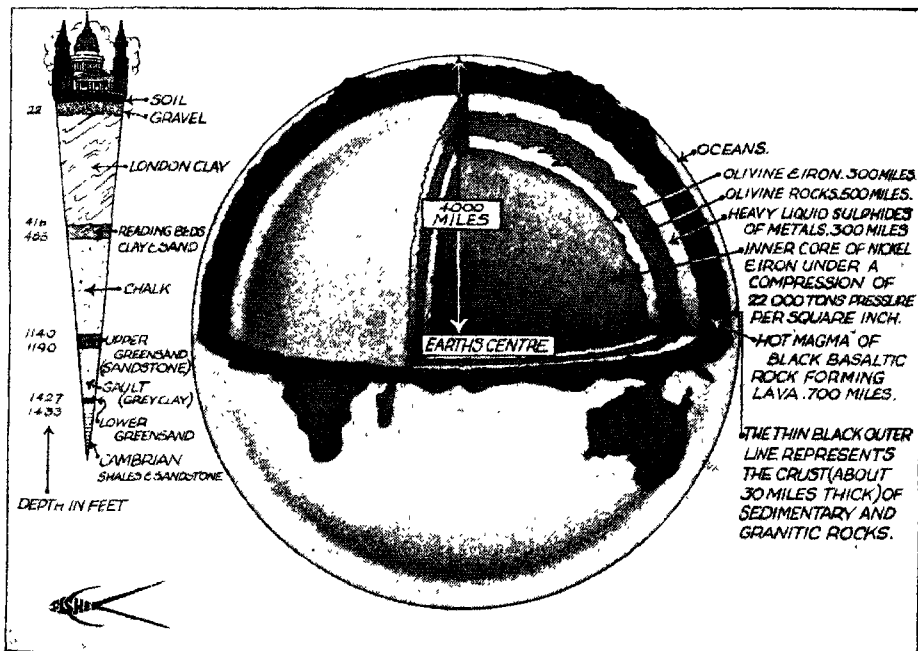 SOIL
22
GRAVEL
LONDON CLAY
416
465
READING BEDS
CLAY & SAND
CHALK
1140
1190
UPPER
GREENSAND
(SANDSTONE)
GAULT
(GREY CLAY)
1427
1433
LOWER
GREENSAND
CAMBRIAN
SHALES & SANDSTONE
DEPTH IN FEET
4000
MILES
EARTHS CENTRE
OCEANS.
OLIVINE & IRON. 300 MILES.
OLIVINE ROCKS. 500 MILES.
HEAVY LIQUID SULPHIDES
OF METALS. 300 MILES
INNER CORE OF NICKEL
& IRON UNDER A
COMPRESSION OF
22 000 TONS PRESSURE
PER SQUARE INCH.
HOT MAGMA OF
BLACK BASALTIC
ROCK FORMING
LAVA. 700 MILES.
THE THIN BLACK OUTER
LINE REPRESENTS
THE CRUST (ABOUT
30 MILES THICK) OF
SEDIMENTARY AND
GRANITIC ROCKS.